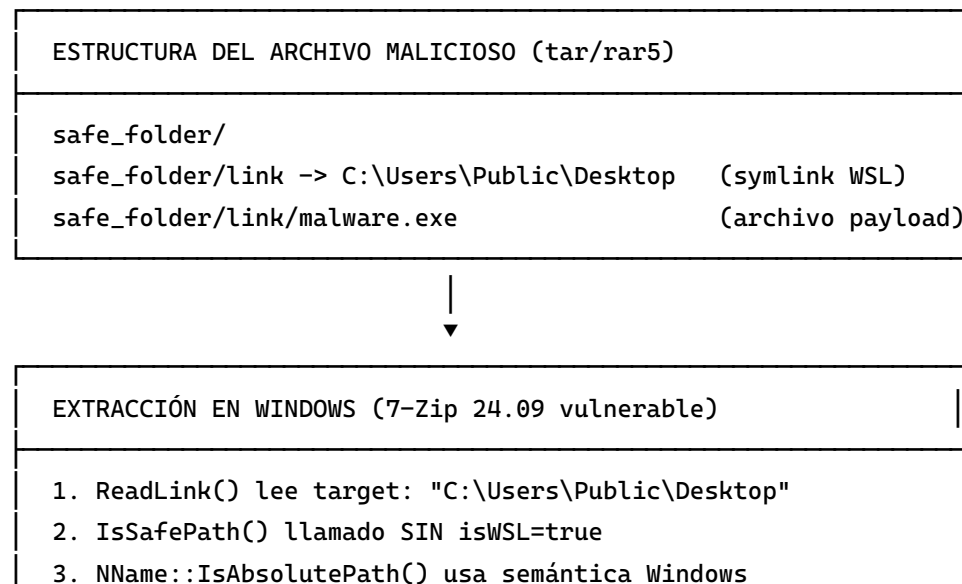 ESTRUCTURA DEL ARCHIVO MALICIOSO (tar/rar5)
safe_folder/
safe_folder/link -> C:\Users\Public\Desktop (symlink WSL)
safe_folder/link/malware.exe (archivo payload)
EXTRACCIÓN EN WINDOWS (7-Zip 24.09 vulnerable)
1. ReadLink() lee target: "C:\Users\Public\Desktop"
2. IsSafePath() llamado SIN isWSL=true
3. NName::IsAbsolutePath() usa semántica Windows